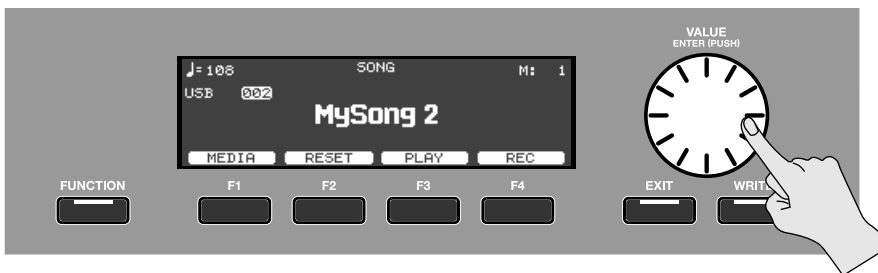 VALUE
ENTER (PUSH)
♩= 108 SONG M: 1
USB 002
MySong 2
MEDIA RESET PLAY REC
FUNCTION F1 F2 F3 F4 EXIT WRIT